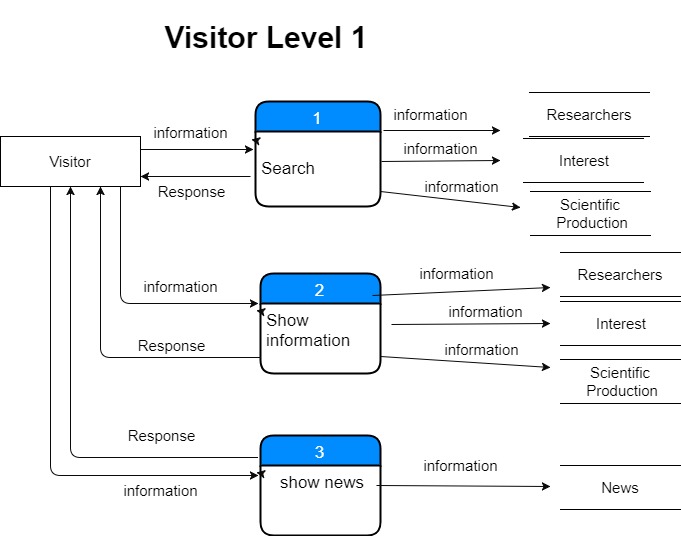 Visitor Level 1
1
information
Researchers
information
information
Interest
Visitor
Search
information
Response
Scientific
Production
information
Researchers
information
2
information
Show
information
Interest
Response
information
Scientific
Production
Response
3
information
show news
information
News